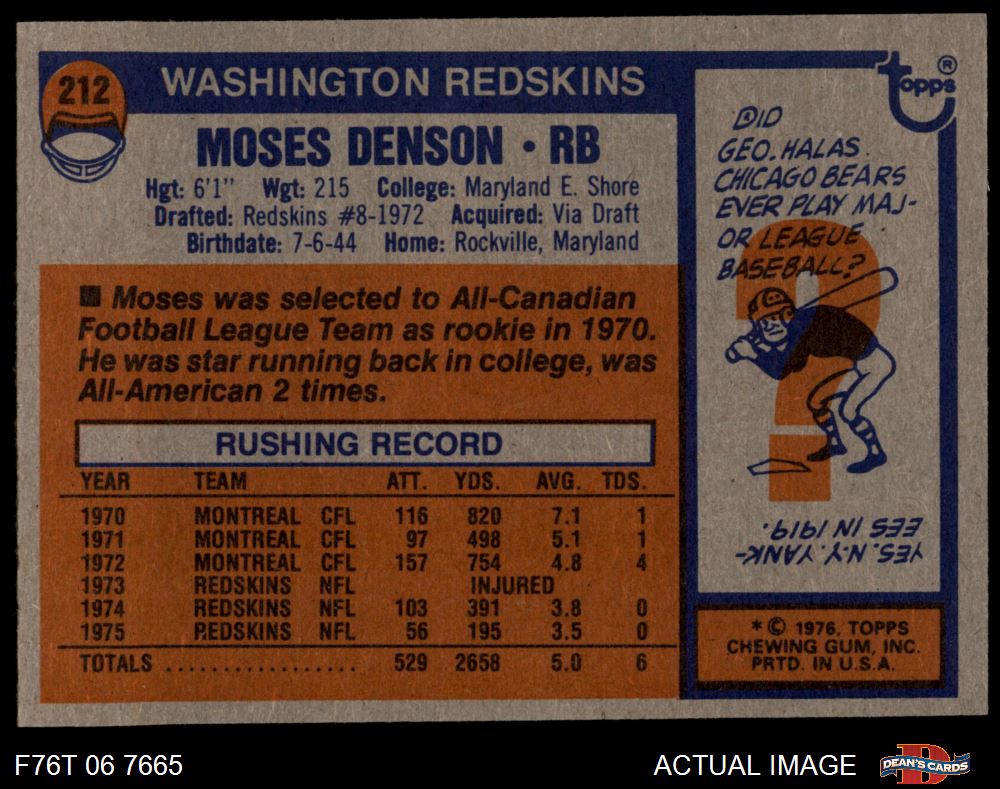 212
WASHINGTON REDSKINS
MOSES DENSON • RB
Hgt: 6'1" Wgt: 215 College: Maryland E. Shore
Drafted: Redskins #8-1972 Acquired: Via Draft
Birthdate: 7-6-44 Home: Rockville, Maryland
■ Moses was selected to All-Canadian
Football League Team as rookie in 1970.
He was star running back in college, was
All-American 2 times.
RUSHING RECORD
YEAR TEAM ATT. YDS. AVG. TDS.
1970 MONTREAL CFL 116 820 7.1 1
1971 MONTREAL CFL 97 498 5.1 1
1972 MONTREAL CFL 157 754 4.8 4
1973 REDSKINS NFL INJURED
1974 REDSKINS NFL 103 391 3.8 0
1975 REDSKINS NFL 56 195 3.5 0
TOTALS ................. 529 2658 5.0 6
topps®
DID
GEO. HALAS.
CHICAGO BEARS
EVER PLAY MAJ-
OR LEAGUE
BASEBALL?
?
YES. N.Y. YANK-
EES IN 1919.
* © 1976, TOPPS
CHEWING GUM, INC.
PRTD. IN U.S.A.
F76T 06 7665
ACTUAL IMAGE
D
DEAN'S CARDS